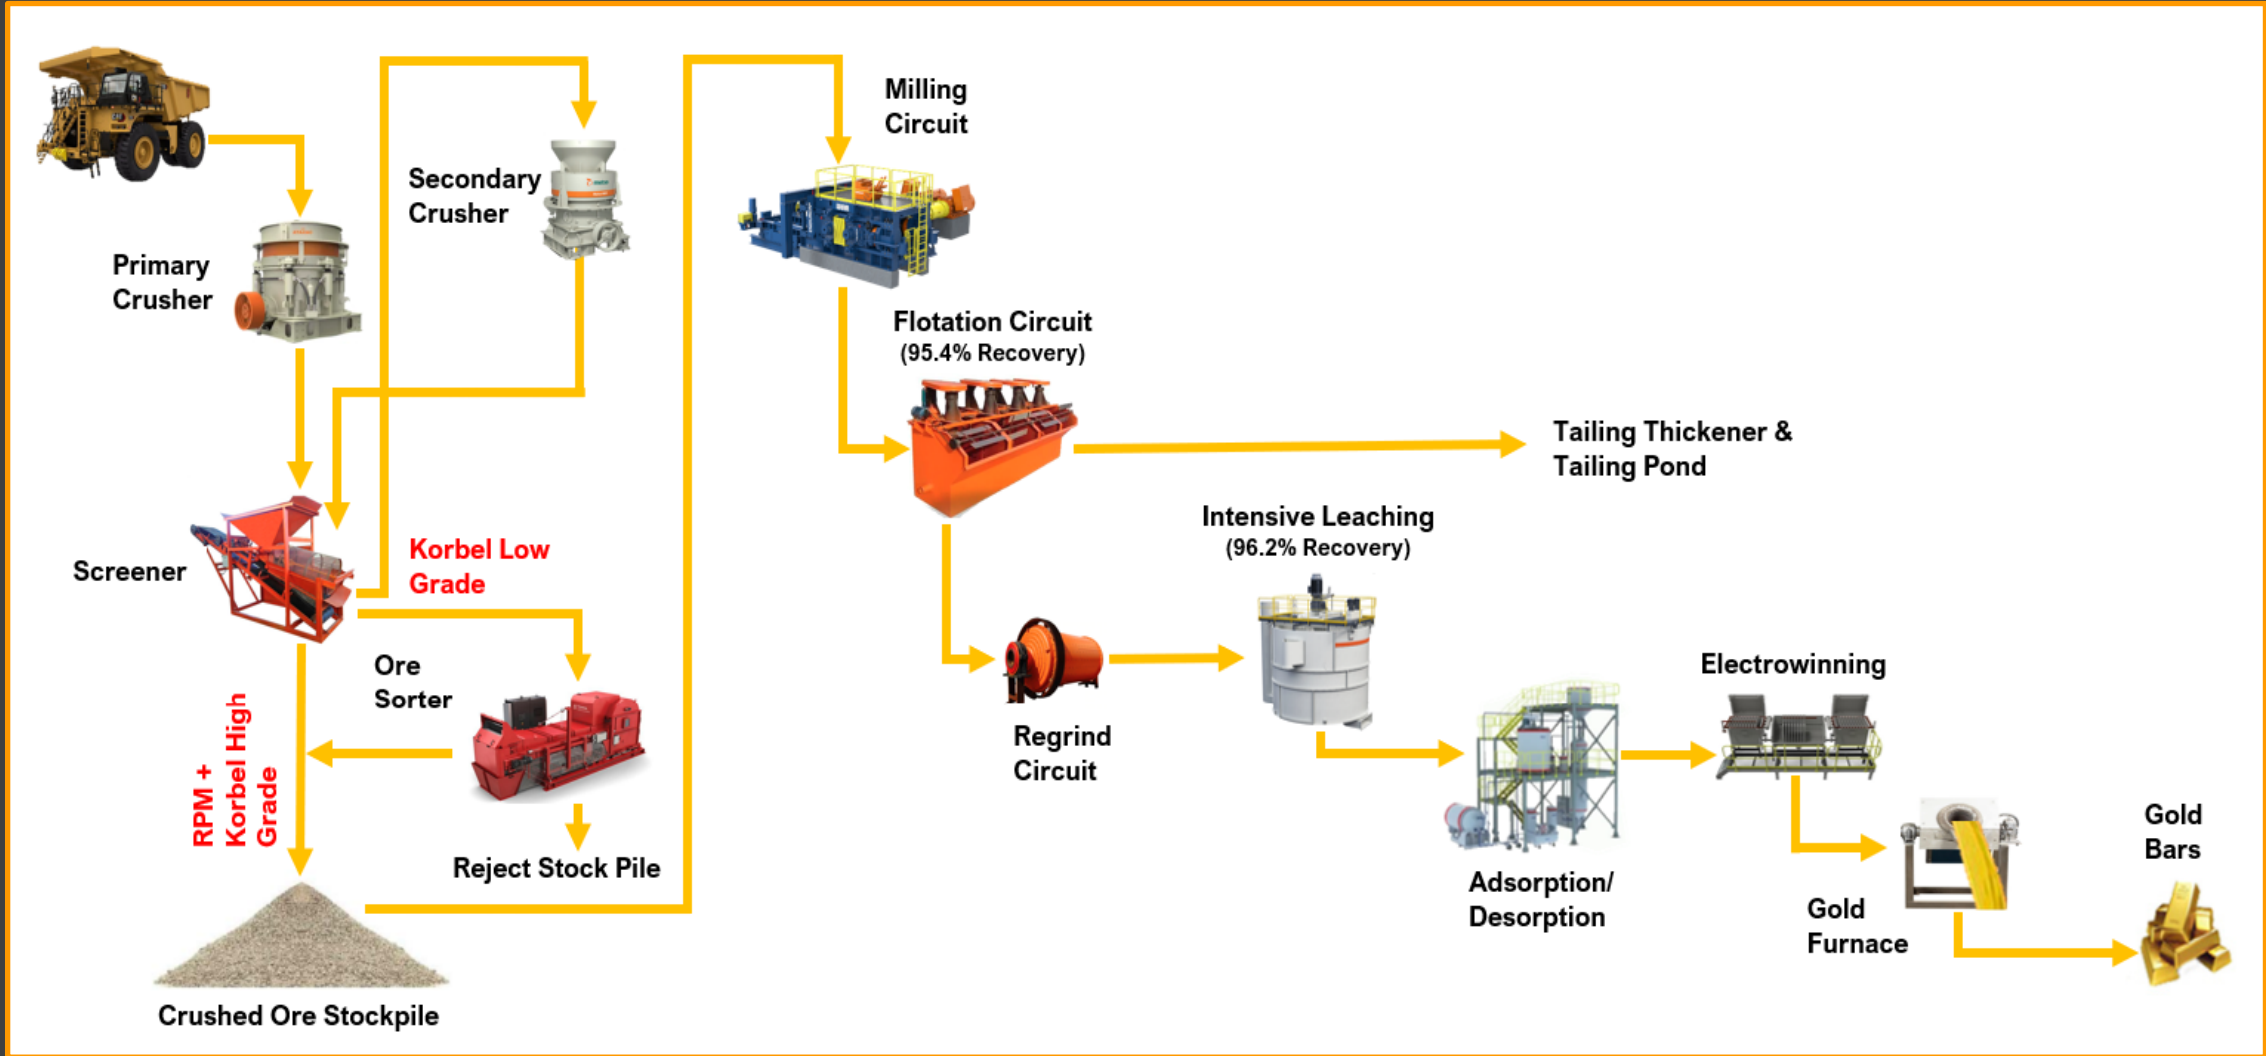 Milling
Circuit
Secondary
Crusher
Primary
Crusher
Flotation Circuit
(95.4% Recovery)
Tailing Thickener &
Tailing Pond
Intensive Leaching
(96.2% Recovery)
Korbel Low
Grade
Screener
Ore
Sorter
Electrowinning
RPM +
Korbel High
Grade
Regrind
Circuit
Reject Stock Pile
Gold
Bars
Adsorption/
Desorption
Gold
Furnace
Crushed Ore Stockpile